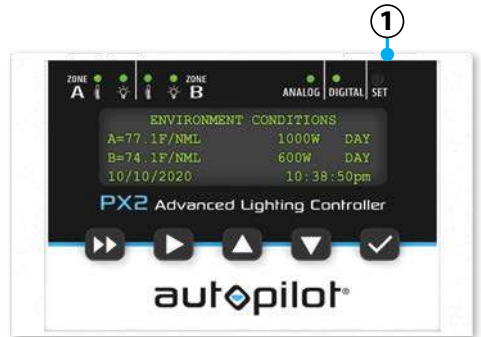 1
ZONE A ZONE B ANALOG DIGITAL SET
ENVIRONMENT CONDITIONS
A=77.1F/NML 1000W DAY
B=74.1F/NML 600W DAY
10/10/2020 10:38:50pm
PX2 Advanced Lighting Controller
autopilot®